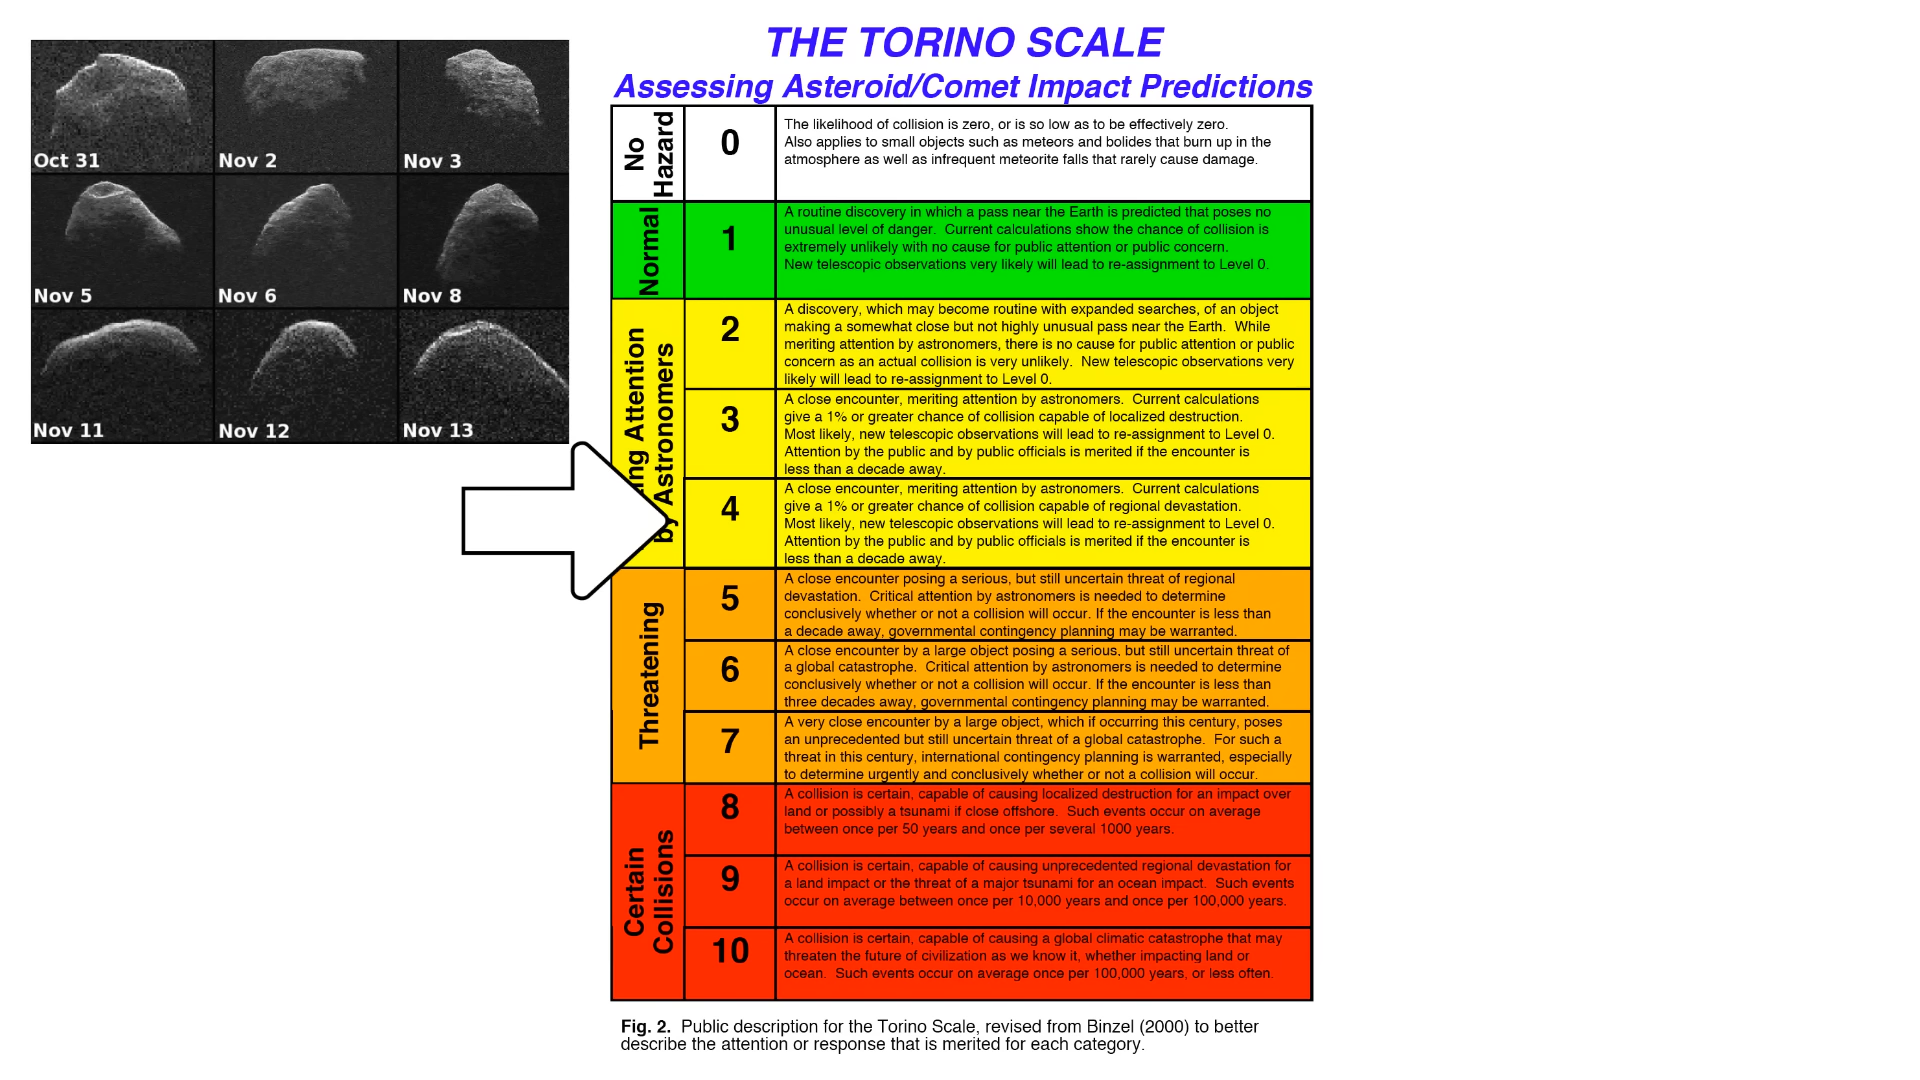 Oct 31
Nov 2
Nov 3
Nov 5
Nov 6
Nov 8
Nov 11
Nov 12
Nov 13
THE TORINO SCALE
Assessing Asteroid/Comet Impact Predictions
No
Hazard
0
The likelihood of collision is zero, or is so low as to be effectively zero.
Also applies to small objects such as meteors and bolides that burn up in the
atmosphere as well as infrequent meteorite falls that rarely cause damage.
Normal
1
A routine discovery in which a pass near the Earth is predicted that poses no
unusual level of danger.  Current calculations show the chance of collision is
extremely unlikely with no cause for public attention or public concern.
New telescopic observations very likely will lead to re-assignment to Level 0.
Attention
by Astronomers
2
A discovery, which may become routine with expanded searches, of an object
making a somewhat close but not highly unusual pass near the Earth.  While
meriting attention by astronomers, there is no cause for public attention or public
concern as an actual collision is very unlikely.  New telescopic observations very
likely will lead to re-assignment to Level 0.
3
A close encounter, meriting attention by astronomers.  Current calculations
give a 1% or greater chance of collision capable of localized destruction.
Most likely, new telescopic observations will lead to re-assignment to Level 0.
Attention by the public and by public officials is merited if the encounter is
less than a decade away.
4
A close encounter, meriting attention by astronomers.  Current calculations
give a 1% or greater chance of collision capable of regional devastation.
Most likely, new telescopic observations will lead to re-assignment to Level 0.
Attention by the public and by public officials is merited if the encounter is
less than a decade away.
Threatening
5
A close encounter posing a serious, but still uncertain threat of regional
devastation.  Critical attention by astronomers is needed to determine
conclusively whether or not a collision will occur. If the encounter is less than
a decade away, governmental contingency planning may be warranted.
6
A close encounter by a large object posing a serious, but still uncertain threat of
a global catastrophe.  Critical attention by astronomers is needed to determine
conclusively whether or not a collision will occur. If the encounter is less than
three decades away, governmental contingency planning may be warranted.
7
A very close encounter by a large object, which if occurring this century, poses
an unprecedented but still uncertain threat of a global catastrophe.  For such a
threat in this century, international contingency planning is warranted, especially
to determine urgently and conclusively whether or not a collision will occur.
Certain
Collisions
8
A collision is certain, capable of causing localized destruction for an impact over
land or possibly a tsunami if close offshore.  Such events occur on average
between once per 50 years and once per several 1000 years.
9
A collision is certain, capable of causing unprecedented regional devastation for
a land impact or the threat of a major tsunami for an ocean impact.  Such events
occur on average between once per 10,000 years and once per 100,000 years.
10
A collision is certain, capable of causing a global climatic catastrophe that may
threaten the future of civilization as we know it, whether impacting land or
ocean.  Such events occur on average once per 100,000 years, or less often.
Fig. 2.  Public description for the Torino Scale, revised from Binzel (2000) to better
describe the attention or response that is merited for each category.